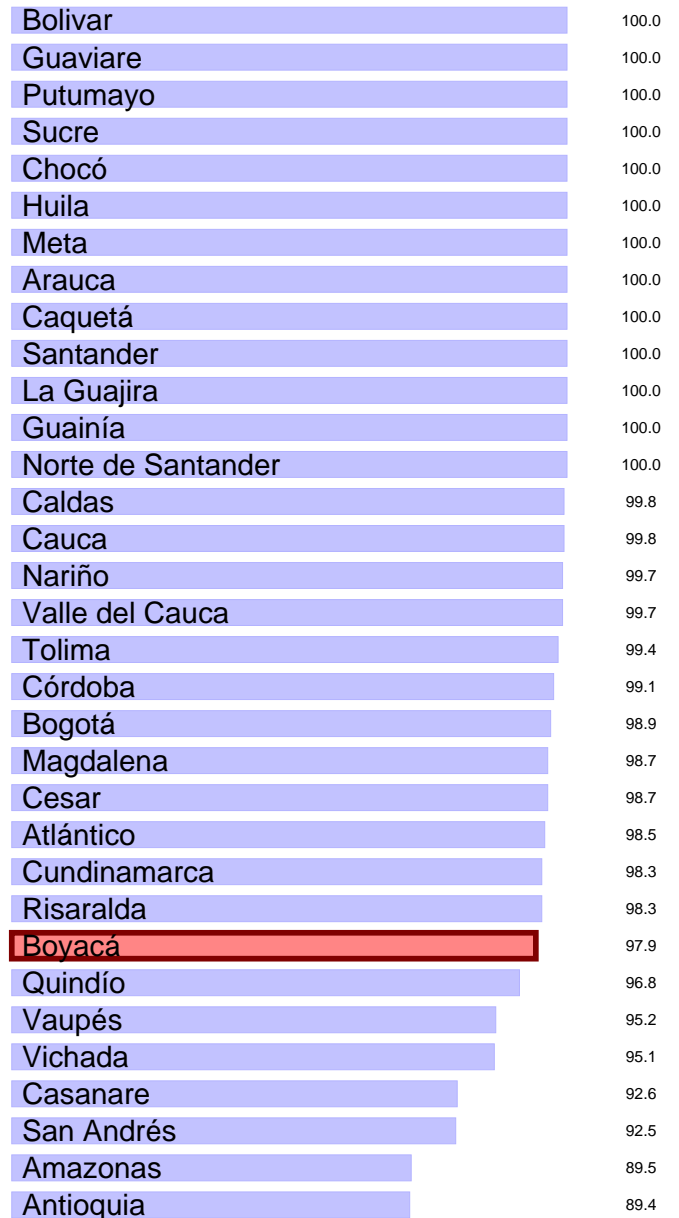 Bolivar 100.0
Guaviare 100.0
Putumayo 100.0
Sucre 100.0
Chocó 100.0
Huila 100.0
Meta 100.0
Arauca 100.0
Caquetá 100.0
Santander 100.0
La Guajira 100.0
Guainía 100.0
Norte de Santander 100.0
Caldas 99.8
Cauca 99.8
Nariño 99.7
Valle del Cauca 99.7
Tolima 99.4
Córdoba 99.1
Bogotá 98.9
Magdalena 98.7
Cesar 98.7
Atlántico 98.5
Cundinamarca 98.3
Risaralda 98.3
Boyacá 97.9
Quindío 96.8
Vaupés 95.2
Vichada 95.1
Casanare 92.6
San Andrés 92.5
Amazonas 89.5
Antioquia 89.4